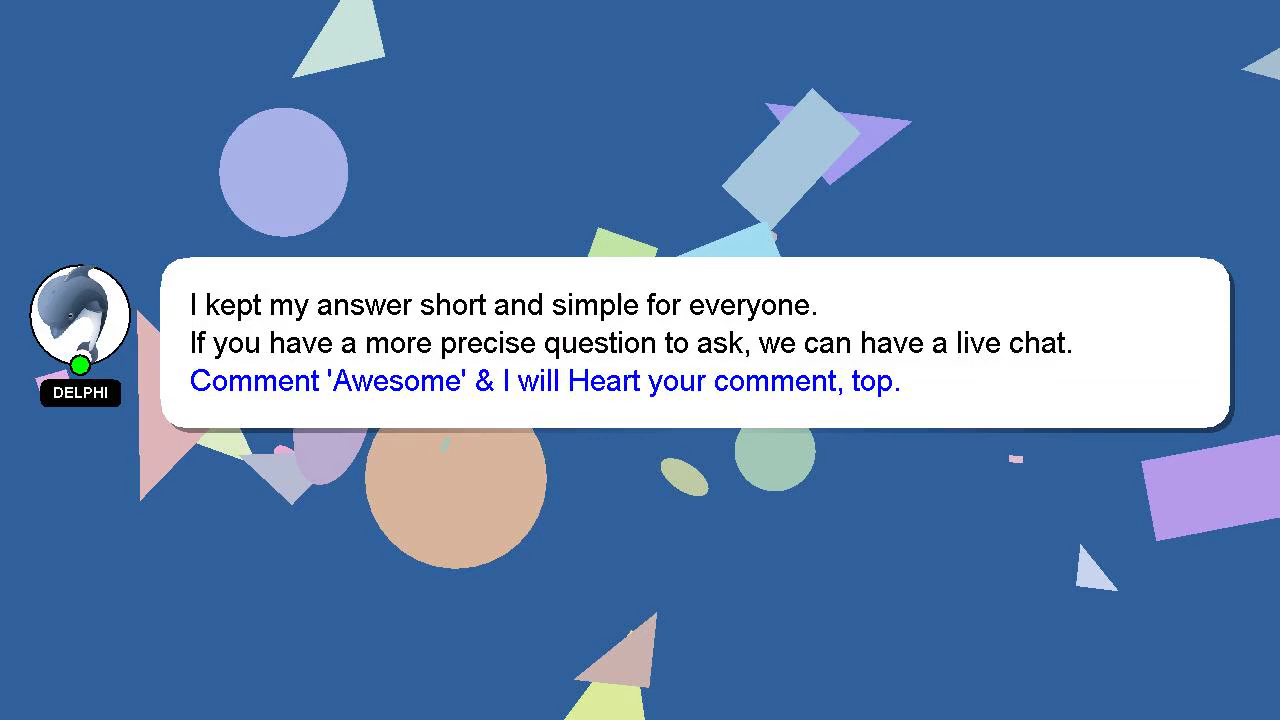 I kept my answer short and simple for everyone.
If you have a more precise question to ask, we can have a live chat.
Comment 'Awesome' & I will Heart your comment, top.
DELPHI